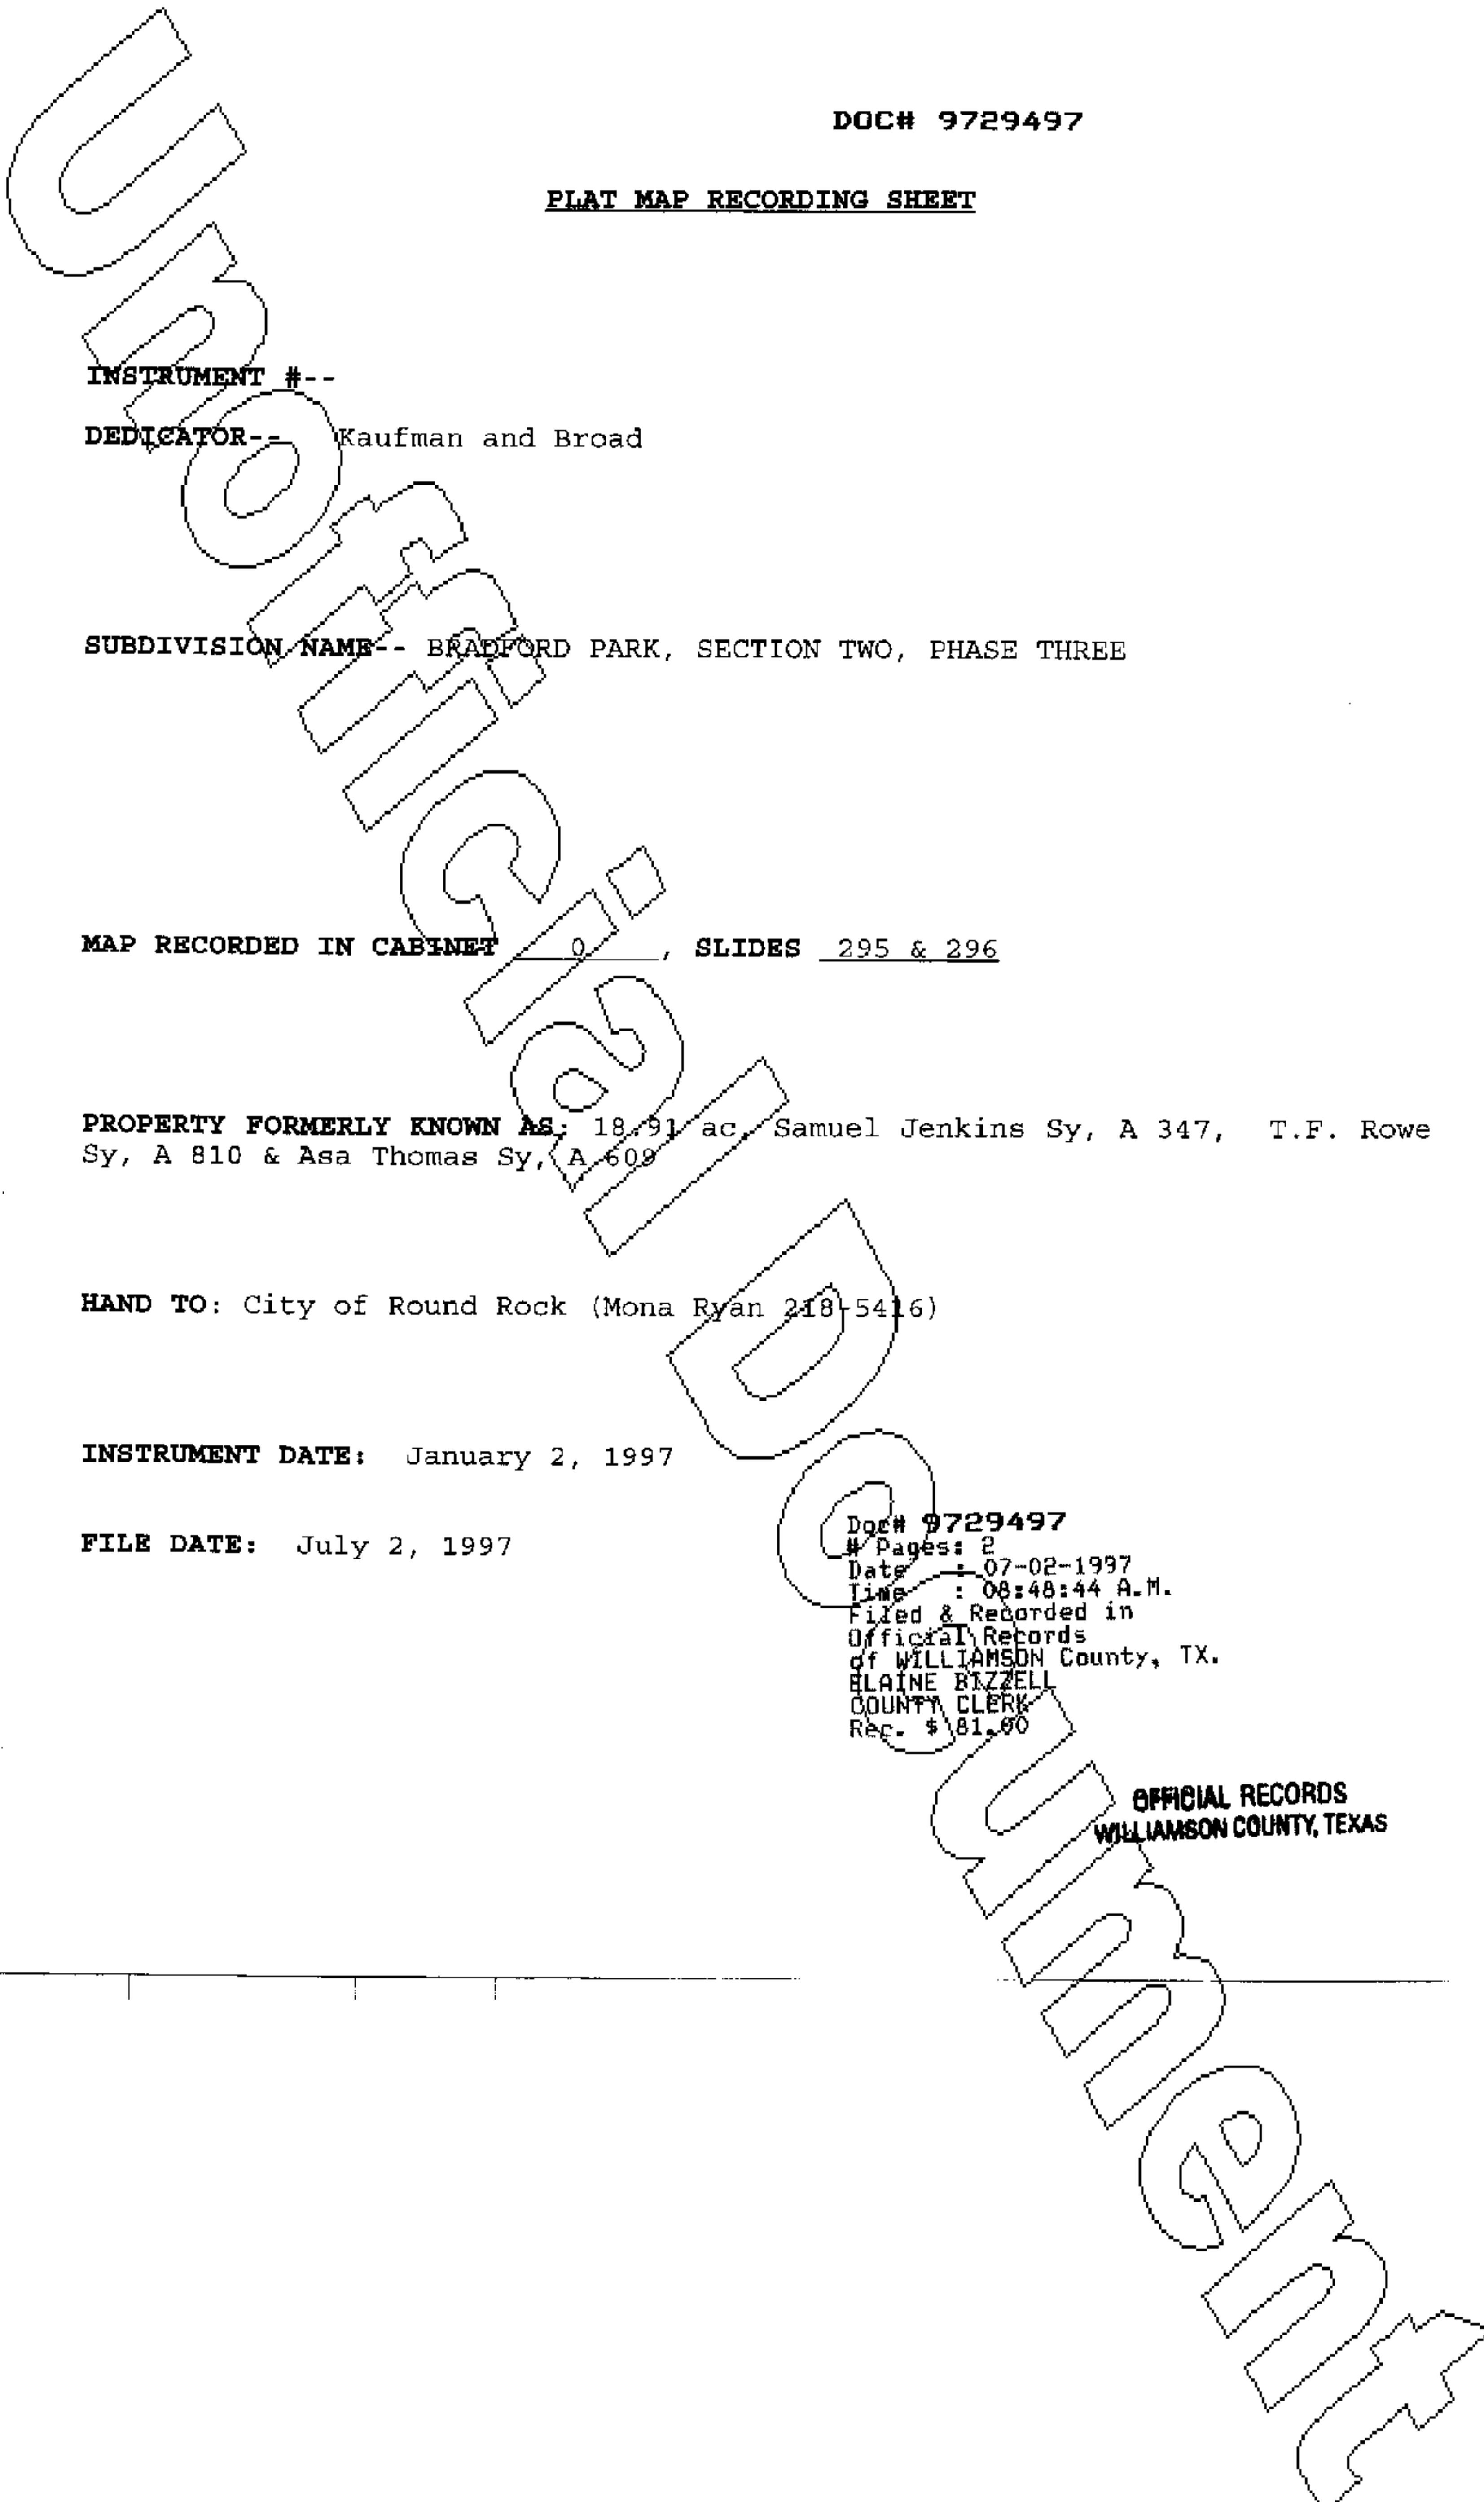 DOC# 9729497
PLAT MAP RECORDING SHEET
INSTRUMENT #--
DEDICATOR-- Kaufman and Broad
SUBDIVISION NAME-- BRADFORD PARK, SECTION TWO, PHASE THREE
MAP RECORDED IN CABINET O, SLIDES 295 & 296
PROPERTY FORMERLY KNOWN AS: 18.91 ac, Samuel Jenkins Sy, A 347, T.F. Rowe
Sy, A 810 & Asa Thomas Sy, A 609
HAND TO: City of Round Rock (Mona Ryan 218-5416)
INSTRUMENT DATE: January 2, 1997
FILE DATE: July 2, 1997
Doc# 9729497
# Pages: 2
Date : 07-02-1997
Time : 08:48:44 A.M.
Filed & Recorded in
Official Records
of WILLIAMSON County, TX.
ELAINE BIZZELL
COUNTY CLERK
Rec. $ 81.00
OFFICIAL RECORDS
WILLIAMSON COUNTY, TEXAS
Unofficial Document